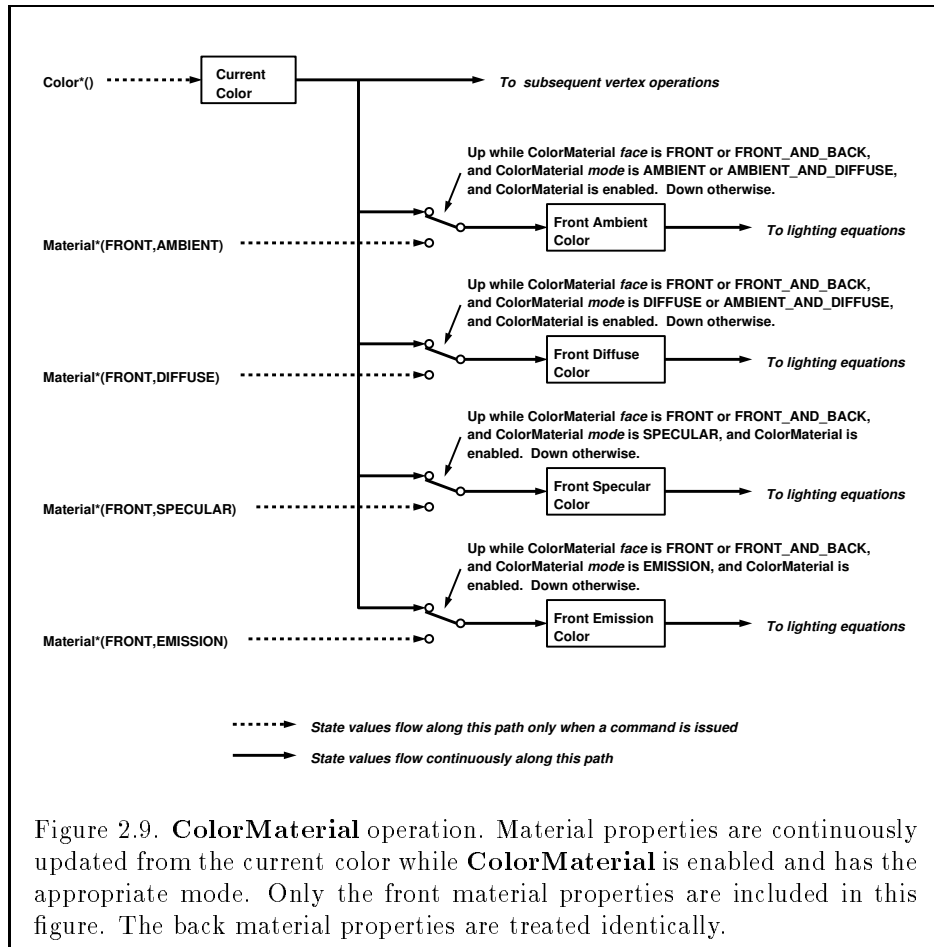 Color*()
Current
Color
To subsequent vertex operations
Up while ColorMaterial face is FRONT or FRONT_AND_BACK,
and ColorMaterial mode is AMBIENT or AMBIENT_AND_DIFFUSE,
and ColorMaterial is enabled. Down otherwise.
Material*(FRONT,AMBIENT)
Front Ambient
Color
To lighting equations
Up while ColorMaterial face is FRONT or FRONT_AND_BACK,
and ColorMaterial mode is DIFFUSE or AMBIENT_AND_DIFFUSE,
and ColorMaterial is enabled. Down otherwise.
Material*(FRONT,DIFFUSE)
Front Diffuse
Color
To lighting equations
Up while ColorMaterial face is FRONT or FRONT_AND_BACK,
and ColorMaterial mode is SPECULAR, and ColorMaterial is
enabled. Down otherwise.
Material*(FRONT,SPECULAR)
Front Specular
Color
To lighting equations
Up while ColorMaterial face is FRONT or FRONT_AND_BACK,
and ColorMaterial mode is EMISSION, and ColorMaterial is
enabled. Down otherwise.
Material*(FRONT,EMISSION)
Front Emission
Color
To lighting equations
State values flow along this path only when a command is issued
State values flow continuously along this path
Figure 2.9. ColorMaterial operation. Material properties are continuously
updated from the current color while ColorMaterial is enabled and has the
appropriate mode. Only the front material properties are included in this
figure. The back material properties are treated identically.